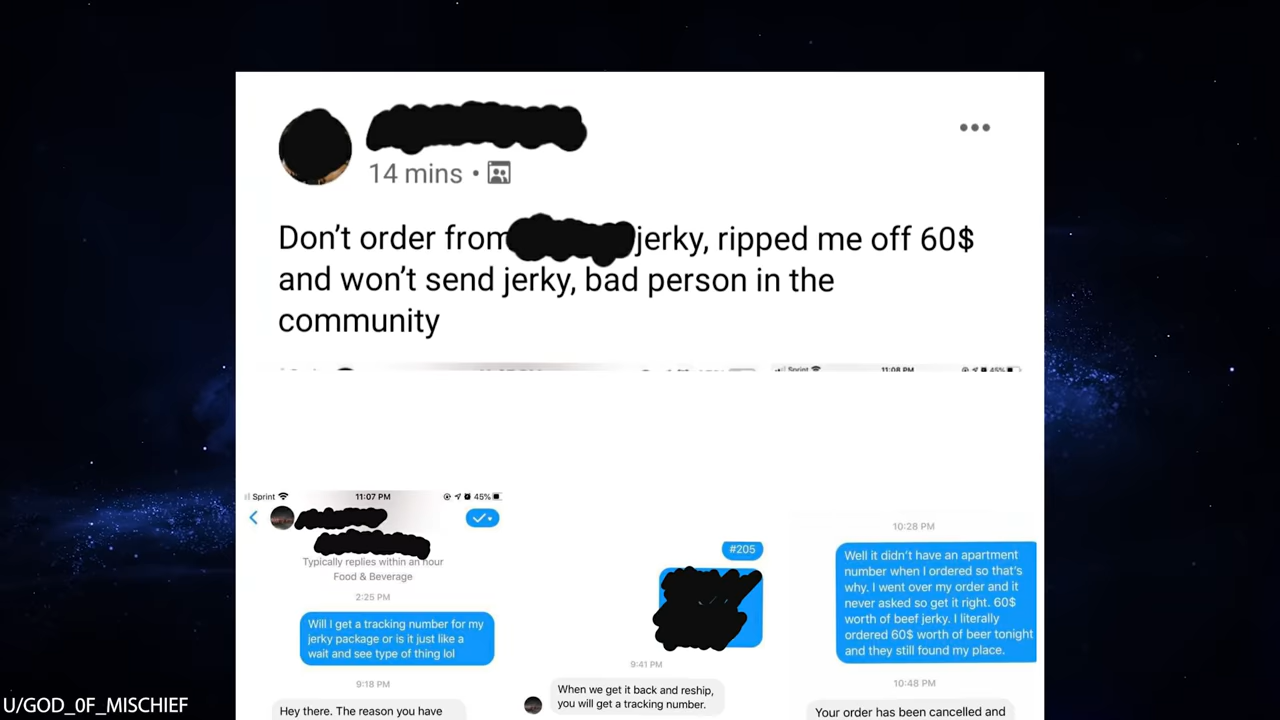 14 mins •
Don't order from jerky, ripped me off 60$
and won't send jerky, bad person in the
community
Sprint 11:08 PM 45%
Sprint 11:07 PM 45%
Typically replies within an hour
Food & Beverage
2:25 PM
Will I get a tracking number for my
jerky package or is it just like a
wait and see type of thing lol
9:18 PM
Hey there. The reason you have
#205
9:41 PM
When we get it back and reship,
you will get a tracking number.
10:28 PM
Well it didn't have an apartment
number when I ordered so that's
why. I went over my order and it
never asked so get it right. 60$
worth of beef jerky. I literally
ordered 60$ worth of beer tonight
and they still found my place.
10:48 PM
Your order has been cancelled and
U/GOD_0F_MISCHIEF